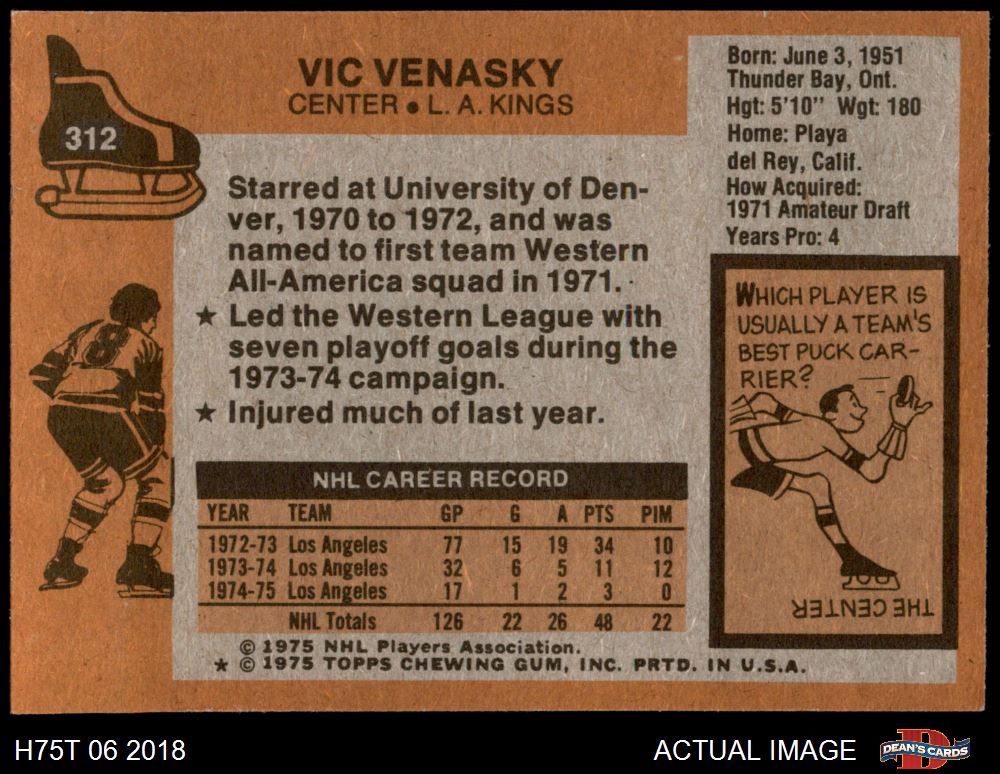 312
VIC VENASKY
CENTER • L. A. KINGS
Born: June 3, 1951
Thunder Bay, Ont.
Hgt: 5'10" Wgt: 180
Home: Playa
del Rey, Calif.
How Acquired:
1971 Amateur Draft
Years Pro: 4
Starred at University of Den-
ver, 1970 to 1972, and was
named to first team Western
All-America squad in 1971.
★ Led the Western League with
seven playoff goals during the
1973-74 campaign.
★ Injured much of last year.
8
WHICH PLAYER IS
USUALLY A TEAM'S
BEST PUCK CAR-
RIER?
THE CENTER
NHL CAREER RECORD
YEAR TEAM GP G A PTS PIM
1972-73 Los Angeles 77 15 19 34 10
1973-74 Los Angeles 32 6 5 11 12
1974-75 Los Angeles 17 1 2 3 0
NHL Totals 126 22 26 48 22
© 1975 NHL Players Association.
★ © 1975 TOPPS CHEWING GUM, INC. PRTD. IN U.S.A.
H75T 06 2018
ACTUAL IMAGE
D
DEAN'S CARDS